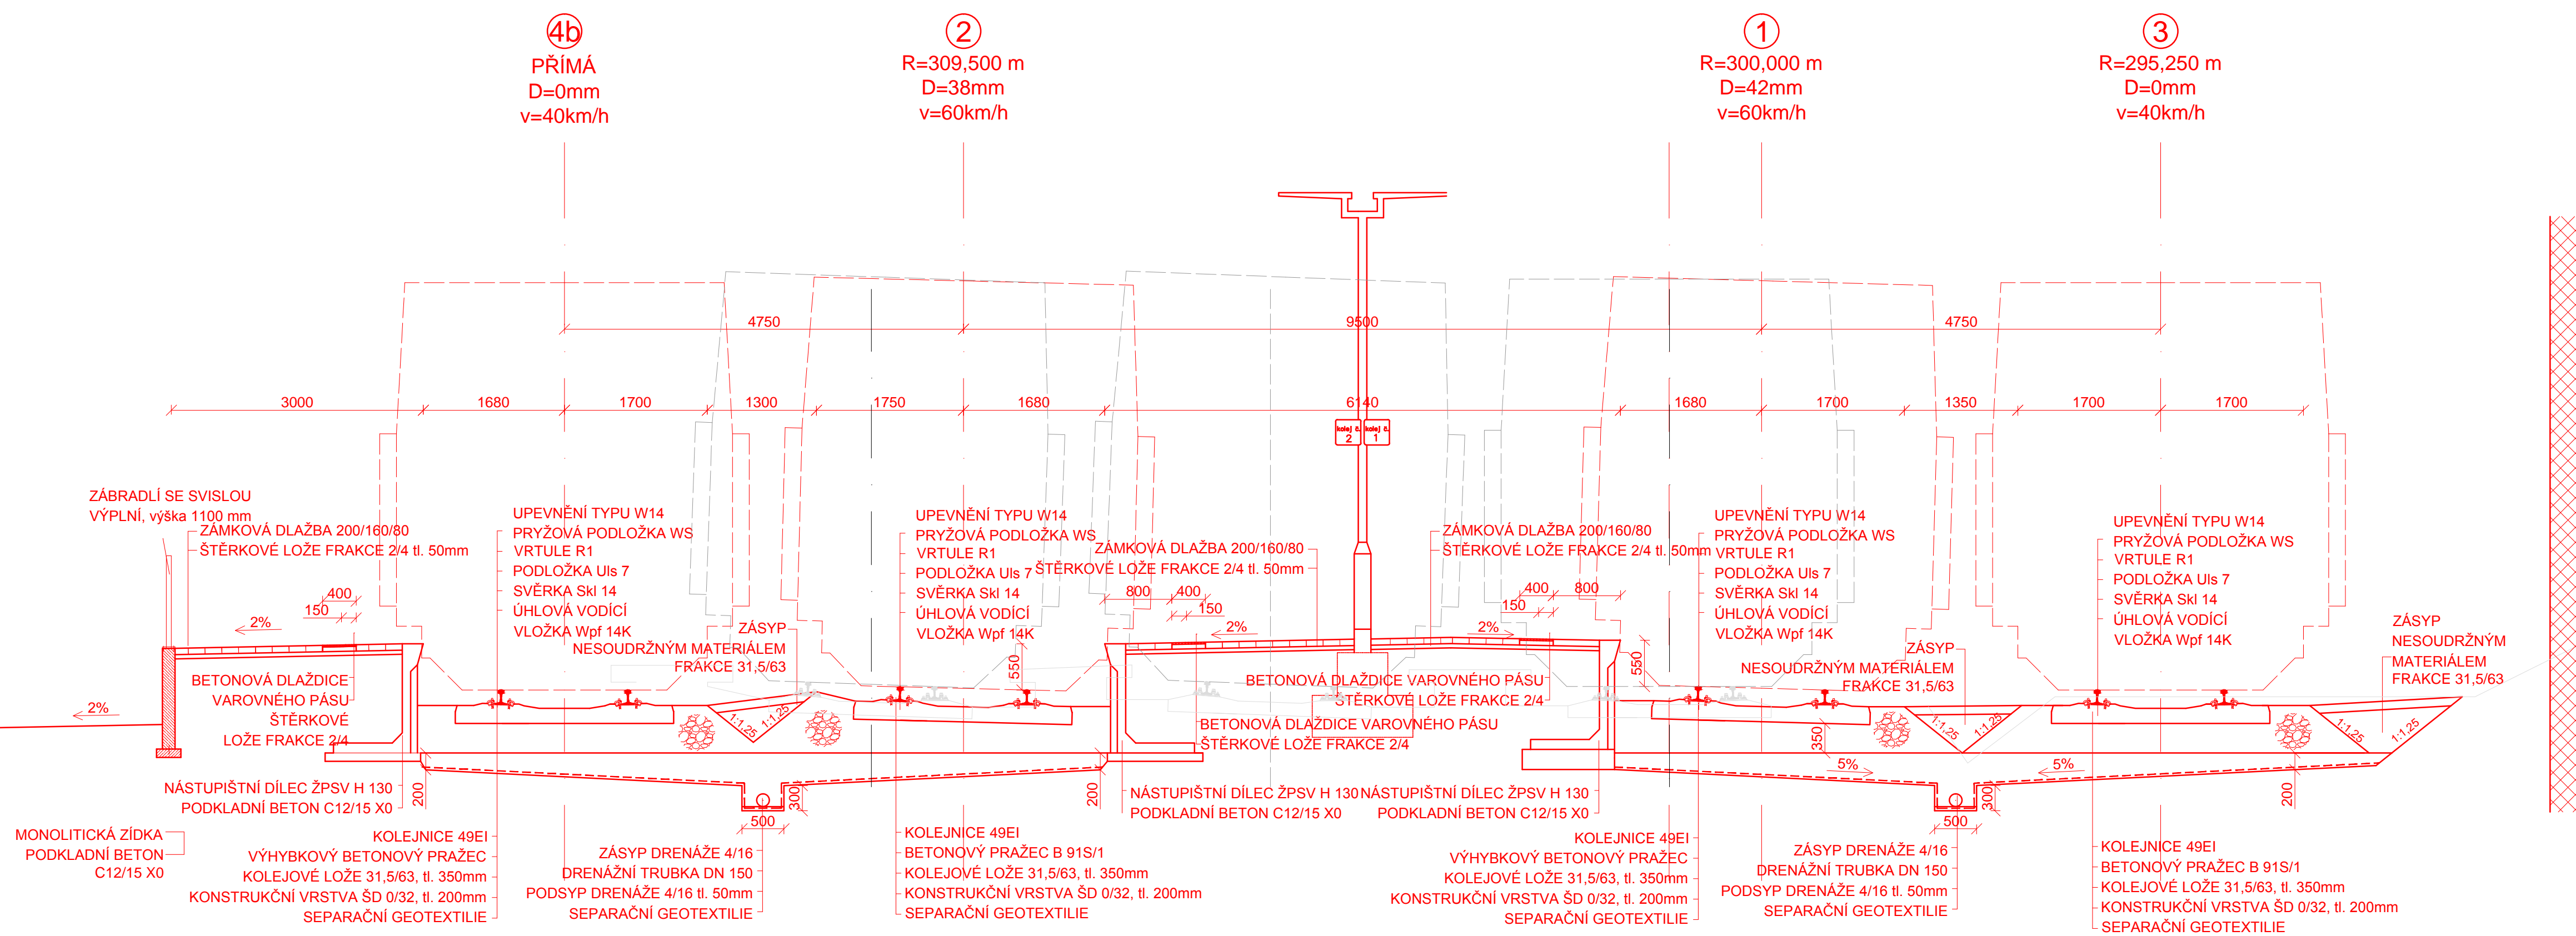 4b
PŘÍMÁ
D=0mm
v=40km/h
2
R=309,500 m
D=38mm
v=60km/h
1
R=300,000 m
D=42mm
v=60km/h
3
R=295,250 m
D=0mm
v=40km/h
4750
9500
4750
3000
1680
1700
1300
1750
1680
6140
1680
1700
1350
1700
1700
kolej č.
2
kolej č.
1
ZÁBRADLÍ SE SVISLOU
VÝPLNÍ, výška 1100 mm
ZÁMKOVÁ DLAŽBA 200/160/80
ŠTĚRKOVÉ LOŽE FRAKCE 2/4 tl. 50mm
400
150
2%
2%
BETONOVÁ DLAŽDICE
VAROVNÉHO PÁSU
ŠTĚRKOVÉ
LOŽE FRAKCE 2/4
NÁSTUPIŠTNÍ DÍLEC ŽPSV H 130
PODKLADNÍ BETON C12/15 X0
MONOLITICKÁ ZÍDKA
PODKLADNÍ BETON
C12/15 X0
UPEVNĚNÍ TYPU W14
PRYŽOVÁ PODLOŽKA WS
VRTULE R1
PODLOŽKA Uls 7
SVĚRKA Skl 14
ÚHLOVÁ VODÍCÍ
VLOŽKA Wpf 14K
ZÁSYP
NESOUDRŽNÝM MATERIÁLEM
FRAKCE 31,5/63
1:1,25
1:1,25
200
300
500
KOLEJNICE 49EI
VÝHYBKOVÝ BETONOVÝ PRAŽEC
KOLEJOVÉ LOŽE 31,5/63, tl. 350mm
KONSTRUKČNÍ VRSTVA ŠD 0/32, tl. 200mm
SEPARAČNÍ GEOTEXTILIE
ZÁSYP DRENÁŽE 4/16
DRENÁŽNÍ TRUBKA DN 150
PODSYP DRENÁŽE 4/16 tl. 50mm
SEPARAČNÍ GEOTEXTILIE
UPEVNĚNÍ TYPU W14
PRYŽOVÁ PODLOŽKA WS
VRTULE R1
PODLOŽKA Uls 7
SVĚRKA Skl 14
ÚHLOVÁ VODÍCÍ
VLOŽKA Wpf 14K
ZÁMKOVÁ DLAŽBA 200/160/80
ŠTĚRKOVÉ LOŽE FRAKCE 2/4 tl. 50mm
800
400
150
2%
550
200
KOLEJNICE 49EI
BETONOVÝ PRAŽEC B 91S/1
KOLEJOVÉ LOŽE 31,5/63, tl. 350mm
KONSTRUKČNÍ VRSTVA ŠD 0/32, tl. 200mm
SEPARAČNÍ GEOTEXTILIE
ZÁMKOVÁ DLAŽBA 200/160/80
ŠTĚRKOVÉ LOŽE FRAKCE 2/4 tl. 50mm
400
800
150
2%
550
BETONOVÁ DLAŽDICE VAROVNÉHO PÁSU
ŠTĚRKOVÉ LOŽE FRAKCE 2/4
BETONOVÁ DLAŽDICE VAROVNÉHO PÁSU
ŠTĚRKOVÉ LOŽE FRAKCE 2/4
NÁSTUPIŠTNÍ DÍLEC ŽPSV H 130
PODKLADNÍ BETON C12/15 X0
NÁSTUPIŠTNÍ DÍLEC ŽPSV H 130
PODKLADNÍ BETON C12/15 X0
UPEVNĚNÍ TYPU W14
PRYŽOVÁ PODLOŽKA WS
VRTULE R1
PODLOŽKA Uls 7
SVĚRKA Skl 14
ÚHLOVÁ VODÍCÍ
VLOŽKA Wpf 14K
ZÁSYP
NESOUDRŽNÝM MATERIÁLEM
FRAKCE 31,5/63
350
1:1,25
1:1,25
5%
5%
300
500
KOLEJNICE 49EI
VÝHYBKOVÝ BETONOVÝ PRAŽEC
KOLEJOVÉ LOŽE 31,5/63, tl. 350mm
KONSTRUKČNÍ VRSTVA ŠD 0/32, tl. 200mm
SEPARAČNÍ GEOTEXTILIE
ZÁSYP DRENÁŽE 4/16
DRENÁŽNÍ TRUBKA DN 150
PODSYP DRENÁŽE 4/16 tl. 50mm
SEPARAČNÍ GEOTEXTILIE
UPEVNĚNÍ TYPU W14
PRYŽOVÁ PODLOŽKA WS
VRTULE R1
PODLOŽKA Uls 7
SVĚRKA Skl 14
ÚHLOVÁ VODÍCÍ
VLOŽKA Wpf 14K
ZÁSYP
NESOUDRŽNÝM
MATERIÁLEM
FRAKCE 31,5/63
1:1,25
1:1,25
200
KOLEJNICE 49EI
BETONOVÝ PRAŽEC B 91S/1
KOLEJOVÉ LOŽE 31,5/63, tl. 350mm
KONSTRUKČNÍ VRSTVA ŠD 0/32, tl. 200mm
SEPARAČNÍ GEOTEXTILIE